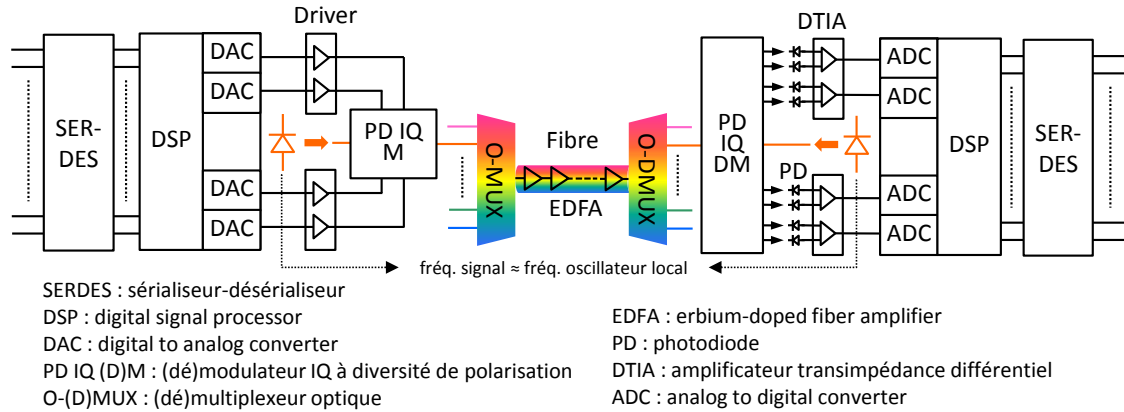 Driver
DTIA
SER-
DES
DSP
DAC
DAC
DAC
DAC
PD IQ
M
O-MUX
Fibre
EDFA
O-DMUX
PD
IQ
DM
PD
ADC
ADC
ADC
ADC
DSP
SER-
DES
fréq. signal ≈ fréq. oscillateur local
SERDES : sérialiseur-désérialiseur
DSP : digital signal processor
DAC : digital to analog converter
PD IQ (D)M : (dé)modulateur IQ à diversité de polarisation
O-(D)MUX : (dé)multiplexeur optique
EDFA : erbium-doped fiber amplifier
PD : photodiode
DTIA : amplificateur transimpédance différentiel
ADC : analog to digital converter